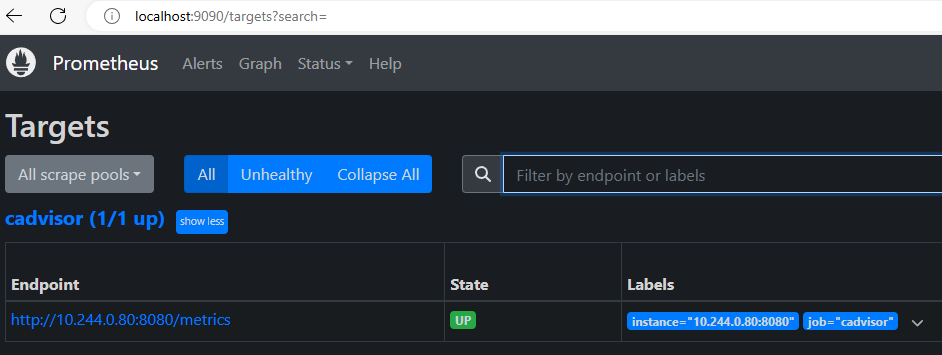 localhost:9090/targets?search=
Prometheus Alerts Graph Status Help
Targets
All scrape pools All Unhealthy Collapse All Filter by endpoint or labels
cadvisor (1/1 up) show less
Endpoint State Labels
http://10.244.0.80:8080/metrics UP instance="10.244.0.80:8080" job="cadvisor"